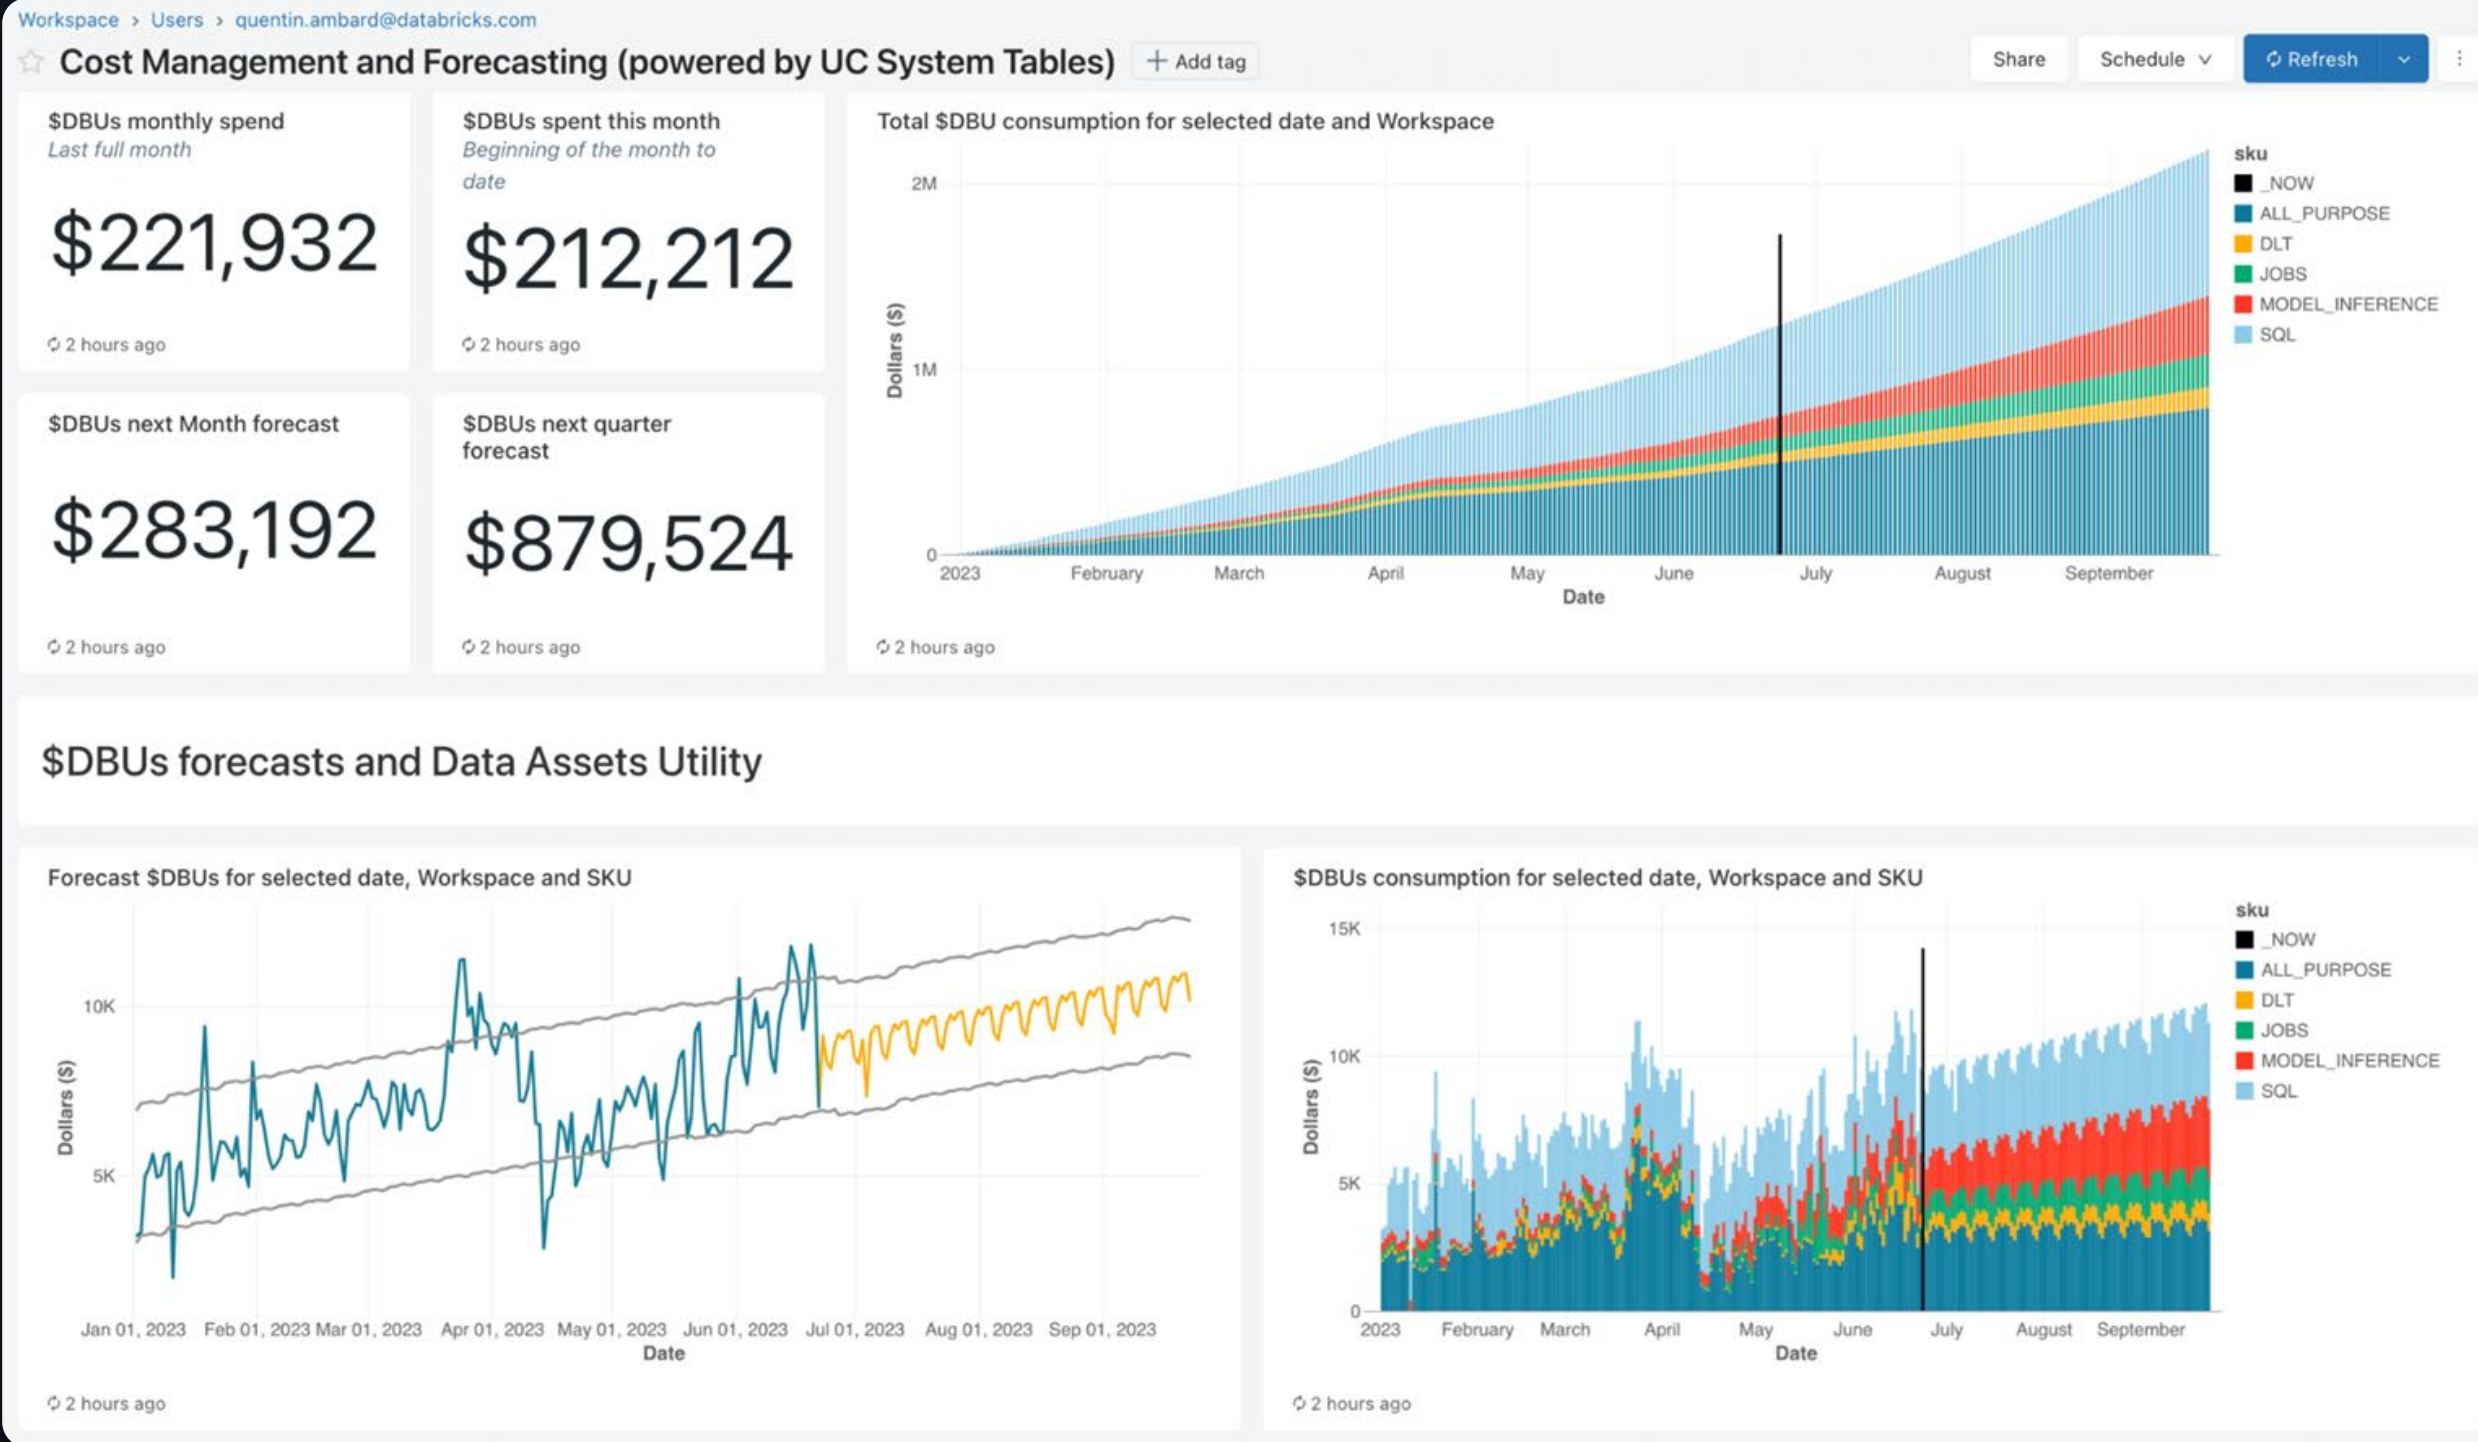 Workspace > Users > quentin.ambard@databricks.com
Cost Management and Forecasting (powered by UC System Tables)
+ Add tag
Share
Schedule
Refresh
$DBUs monthly spend
Last full month
$221,932
2 hours ago
$DBUs spent this month
Beginning of the month to
date
$212,212
2 hours ago
$DBUs next Month forecast
$283,192
2 hours ago
$DBUs next quarter
forecast
$879,524
2 hours ago
Total $DBU consumption for selected date and Workspace
Dollars ($)
2M
1M
0
2023 February March April May June July August September
Date
sku
_NOW
ALL_PURPOSE
DLT
JOBS
MODEL_INFERENCE
SQL
2 hours ago
$DBUs forecasts and Data Assets Utility
Forecast $DBUs for selected date, Workspace and SKU
Dollars ($)
10K
5K
Jan 01, 2023 Feb 01, 2023 Mar 01, 2023 Apr 01, 2023 May 01, 2023 Jun 01, 2023 Jul 01, 2023 Aug 01, 2023 Sep 01, 2023
Date
2 hours ago
$DBUs consumption for selected date, Workspace and SKU
Dollars ($)
15K
10K
5K
0
2023 February March April May June July August September
Date
sku
_NOW
ALL_PURPOSE
DLT
JOBS
MODEL_INFERENCE
SQL
2 hours ago